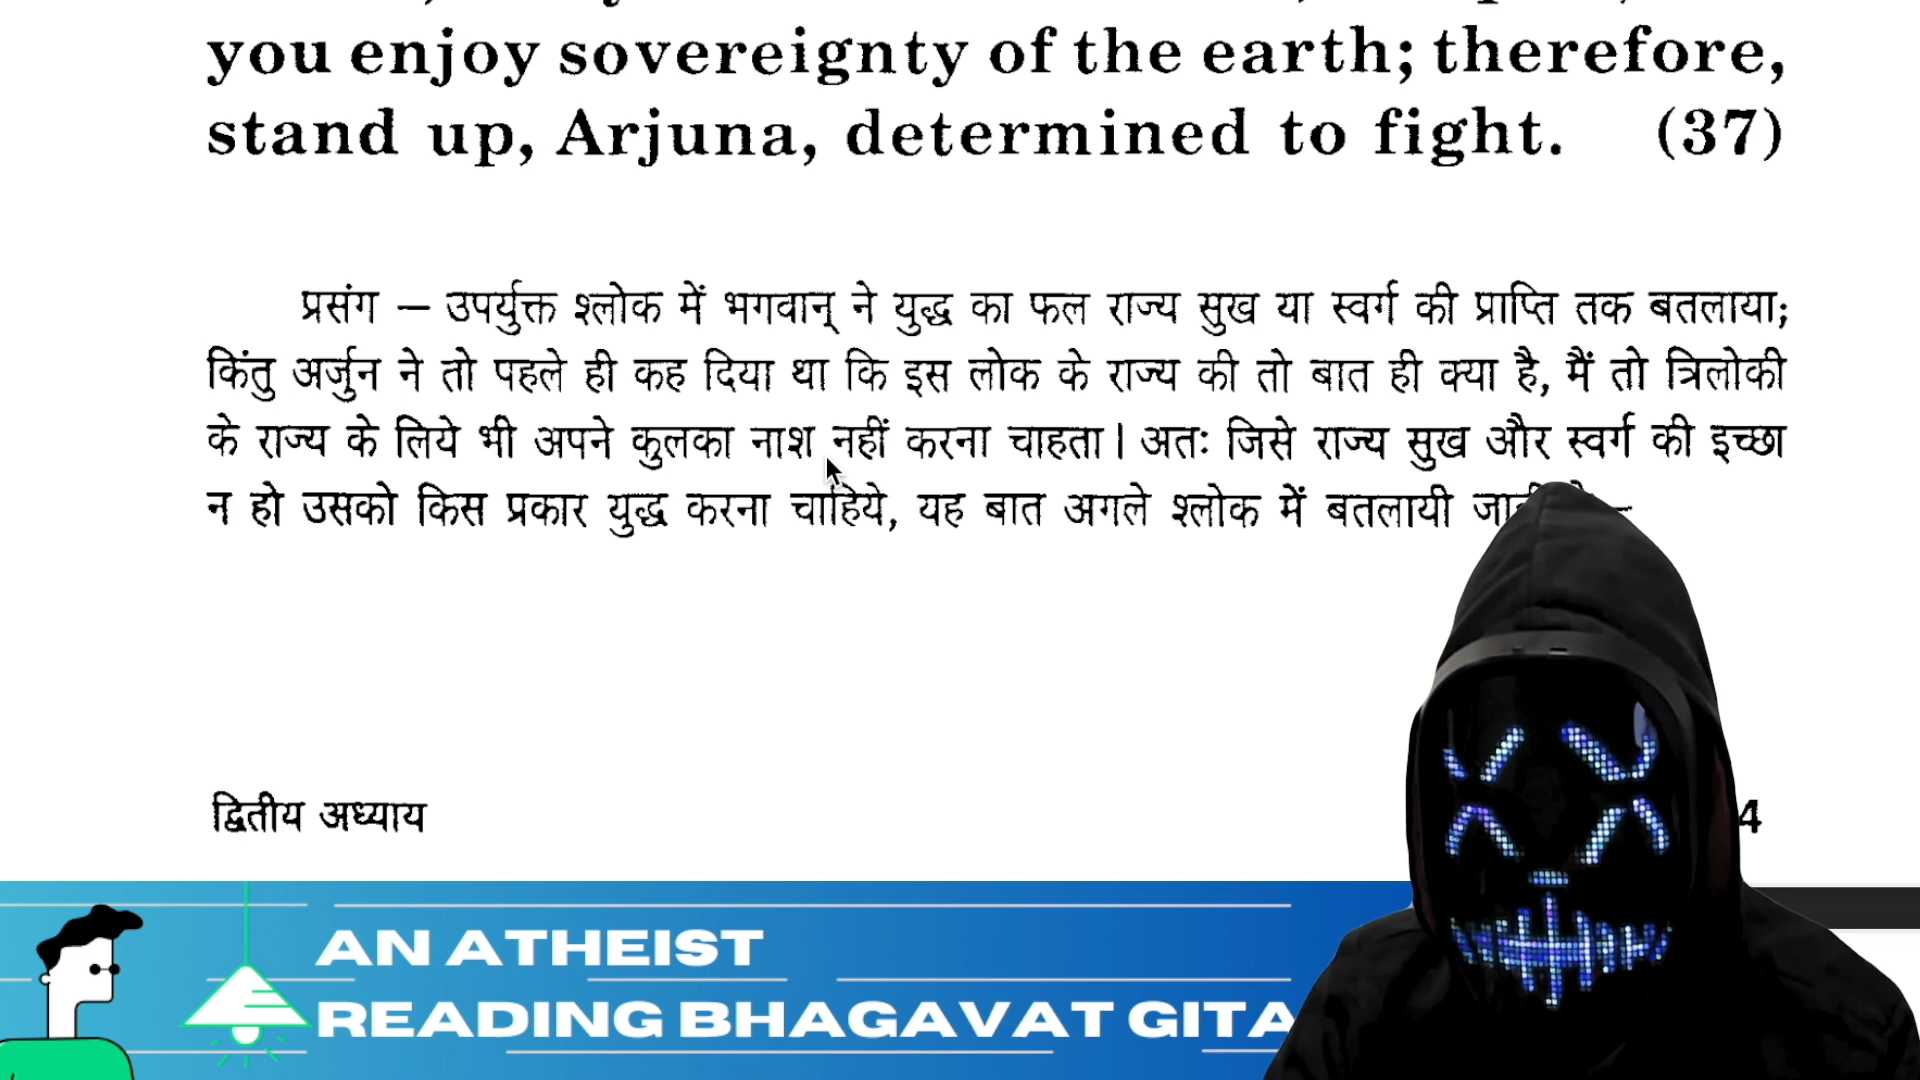 you enjoy sovereignty of the earth; therefore,
stand up, Arjuna, determined to fight. (37)
प्रसंग — उपर्युक्त श्लोक में भगवान् ने युद्ध का फल राज्य सुख या स्वर्ग की प्राप्ति तक बतलाया;
किंतु अर्जुन ने तो पहले ही कह दिया था कि इस लोक के राज्य की तो बात ही क्या है, मैं तो त्रिलोकी
के राज्य के लिये भी अपने कुलका नाश नहीं करना चाहता। अतः जिसे राज्य सुख और स्वर्ग की इच्छा
न हो उसको किस प्रकार युद्ध करना चाहिये, यह बात अगले श्लोक में बतलायी
द्वितीय अध्याय
AN ATHEIST
READING BHAGAVAT GITA